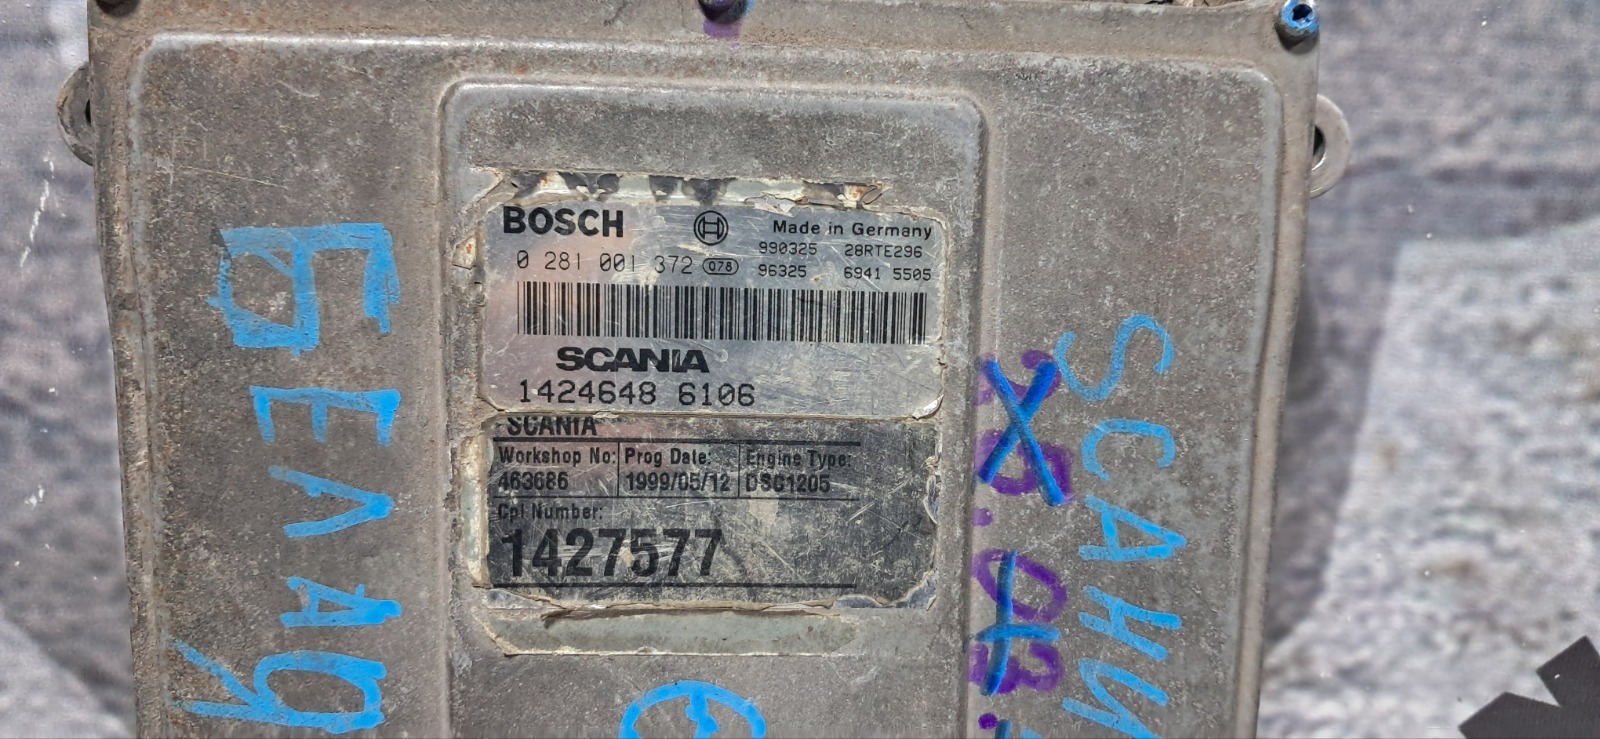 BOSCH
Made in Germany
990325 28RTE296
0 281 001 372 078 96325 6941 5505
SCANIA
1424648 6106
SCANIA
Workshop No: Prog Date: Engine Type:
463686 1999/05/12 DSC1205
Cpl Number:
1427577
БЕЛАЯ
САНИ